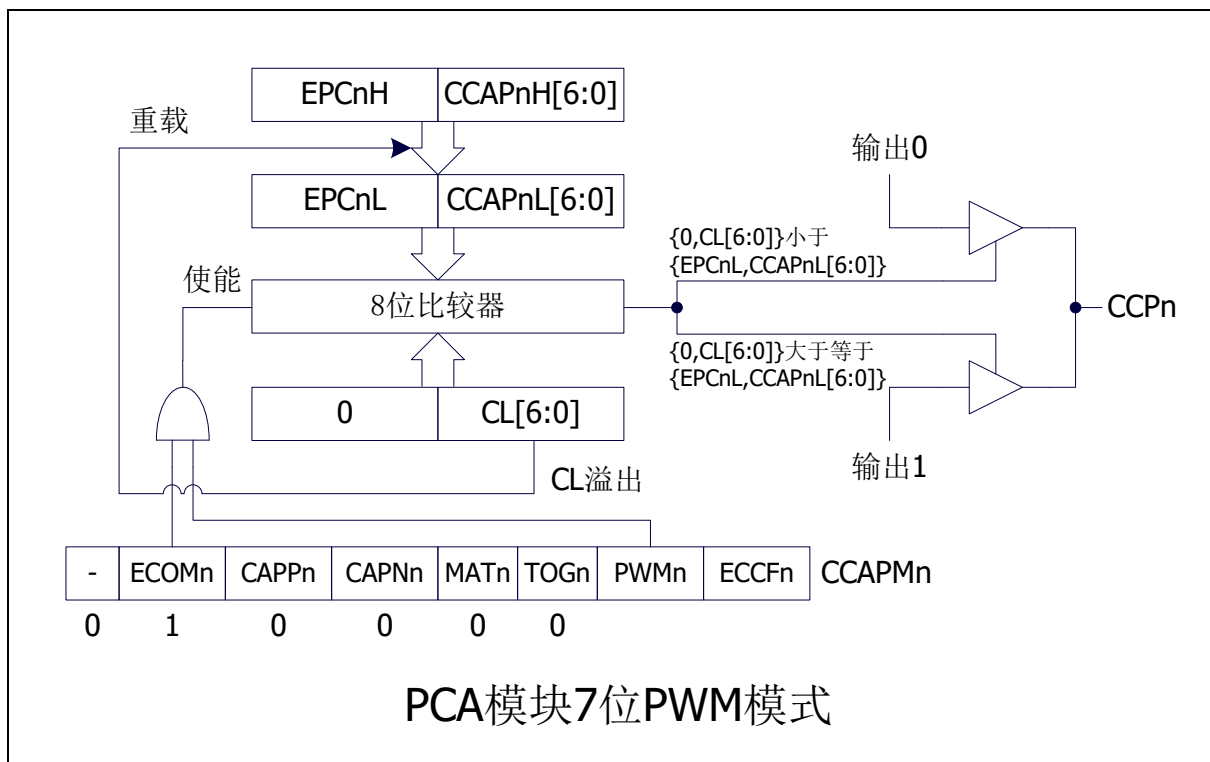 EPCnH CCAPnH[6:0]
重载
输出0
EPCnL CCAPnL[6:0]
{0,CL[6:0]}小于
{EPCnL,CCAPnL[6:0]}
使能
8位比较器
CCPn
{0,CL[6:0]}大于等于
{EPCnL,CCAPnL[6:0]}
0 CL[6:0]
输出1
CL溢出
- ECOMn CAPPn CAPNn MATn TOGn PWMn ECCFn CCAPMn
0 1 0 0 0 0
PCA模块7位PWM模式